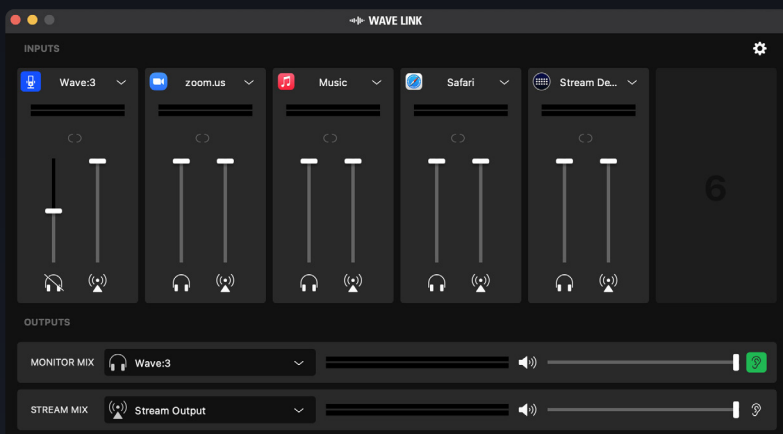 WAVE LINK
INPUTS
Wave:3
zoom.us
Music
Safari
Stream De...
6
OUTPUTS
MONITOR MIX
Wave:3
STREAM MIX
Stream Output